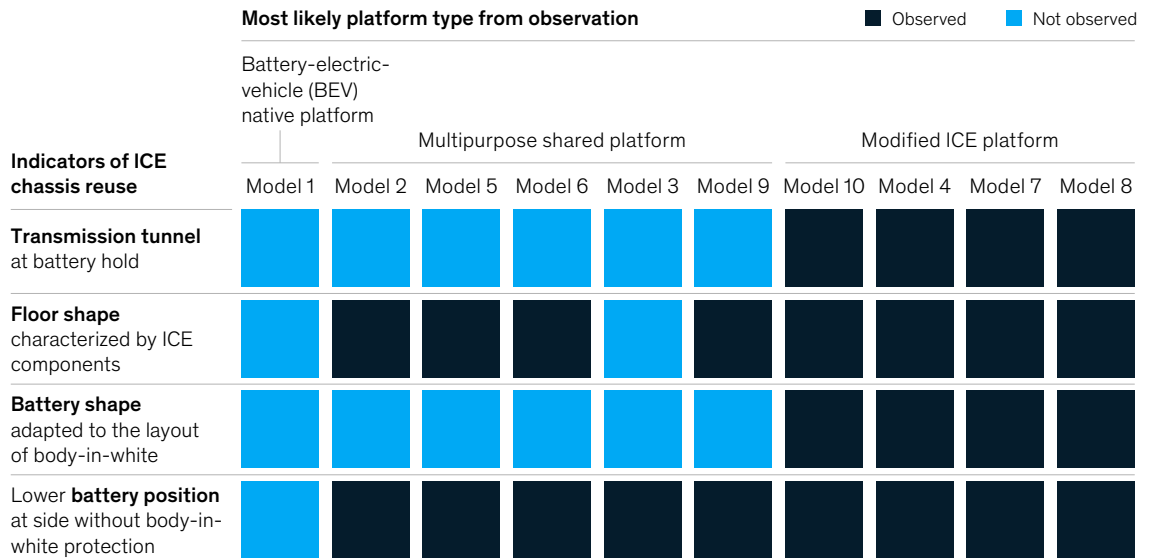 Most likely platform type from observation
Observed
Not observed
Battery-electric-
vehicle (BEV)
native platform
Multipurpose shared platform
Modified ICE platform
Indicators of ICE
chassis reuse
Model 1
Model 2
Model 5
Model 6
Model 3
Model 9
Model 10
Model 4
Model 7
Model 8
Transmission tunnel
at battery hold
Floor shape
characterized by ICE
components
Battery shape
adapted to the layout
of body-in-white
Lower battery position
at side without body-in-
white protection